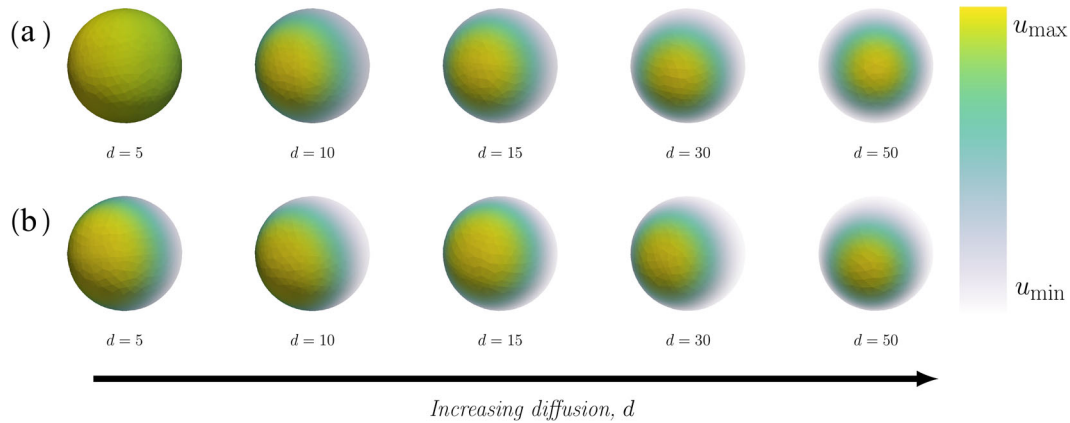 (a)
u_max
d = 5
d = 10
d = 15
d = 30
d = 50
(b)
u_min
d = 5
d = 10
d = 15
d = 30
d = 50
Increasing diffusion, d